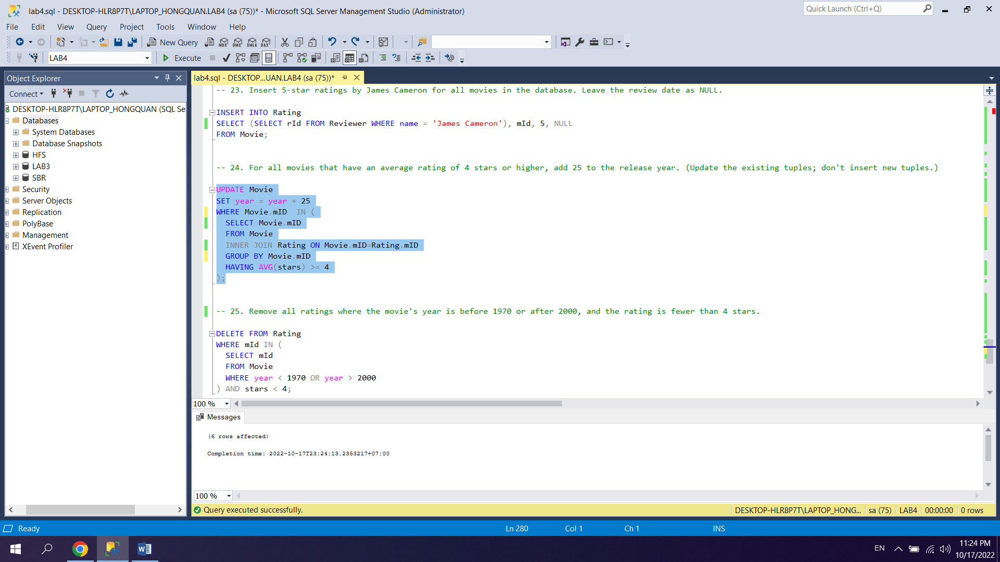 lab4.sql - DESKTOP-HLR8P7T\LAPTOP_HONGQUAN.LAB4 (sa (75))* - Microsoft SQL Server Management Studio (Administrator)
Quick Launch (Ctrl+Q)
File Edit View Query Project Tools Window Help
New Query
MDX DMX XMLA DAX
LAB4
Execute
Object Explorer
Connect
DESKTOP-HLR8P7T\LAPTOP_HONGQUAN (SQL Se
Databases
System Databases
Database Snapshots
HFS
LAB3
SBR
Security
Server Objects
Replication
PolyBase
Management
XEvent Profiler
lab4.sql - DESKTOP...UAN.LAB4 (sa (75))*
-- 23. Insert 5-star ratings by James Cameron for all movies in the database. Leave the review date as NULL.
INSERT INTO Rating
SELECT (SELECT rId FROM Reviewer WHERE name = 'James Cameron'), mId, 5, NULL
FROM Movie;
-- 24. For all movies that have an average rating of 4 stars or higher, add 25 to the release year. (Update the existing tuples; don't insert new tuples.)
UPDATE Movie
SET year = year + 25
WHERE Movie.mID  IN (
SELECT Movie.mID
FROM Movie
INNER JOIN Rating ON Movie.mID=Rating.mID
GROUP BY Movie.mID
HAVING AVG(stars) >= 4
);
-- 25. Remove all ratings where the movie's year is before 1970 or after 2000, and the rating is fewer than 4 stars.
DELETE FROM Rating
WHERE mId IN (
SELECT mId
FROM Movie
WHERE year < 1970 OR year > 2000
) AND stars < 4;
100 %
Messages
(6 rows affected)
Completion time: 2022-10-17T23:24:13.2353217+07:00
100 %
Query executed successfully.
DESKTOP-HLR8P7T\LAPTOP_HONG... sa (75) LAB4 00:00:00 0 rows
Ready
Ln 280 Col 1 Ch 1 INS
EN
11:24 PM
10/17/2022